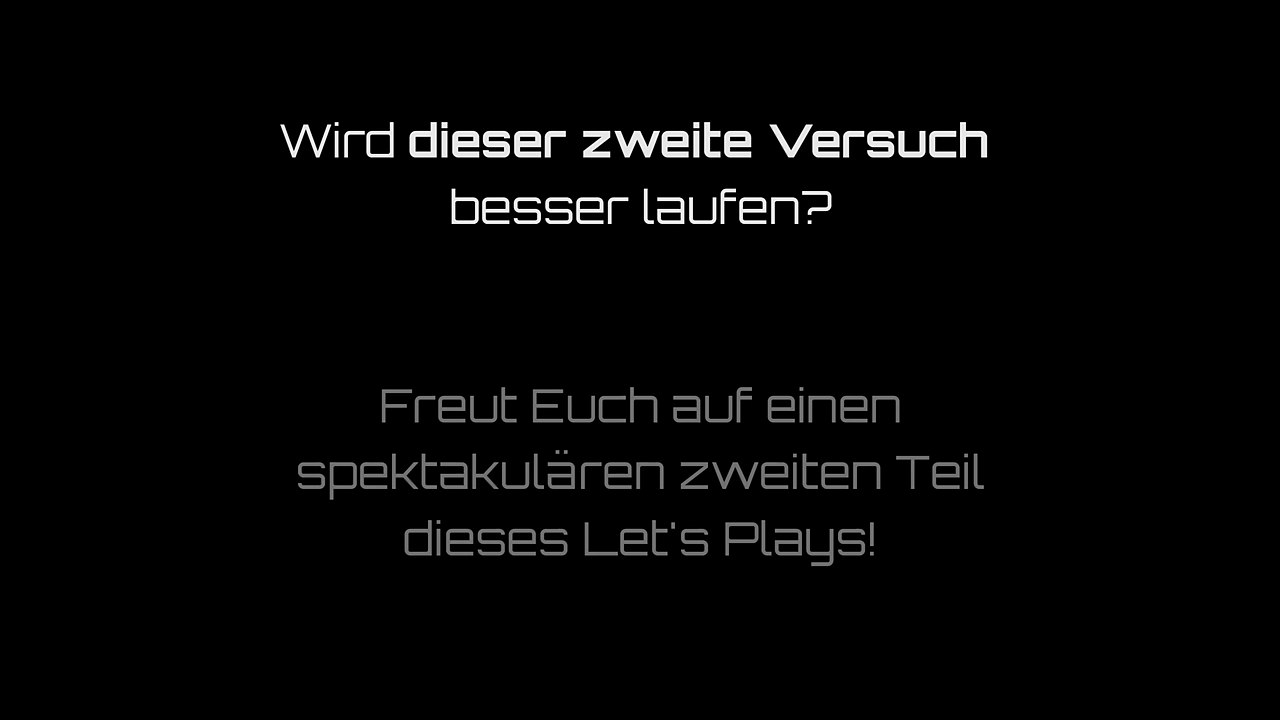 Wird dieser zweite Versuch
besser laufen?
Freut Euch auf einen
spektakulären zweiten Teil
dieses Let's Plays!